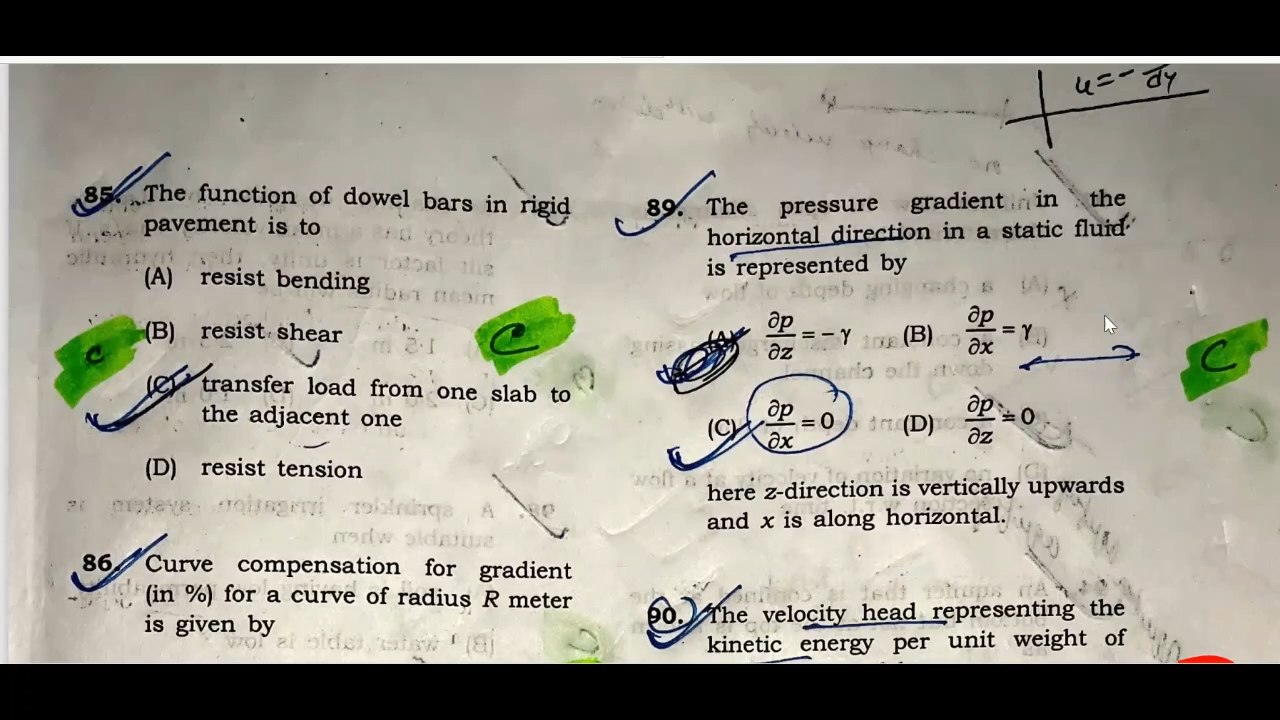 u = - /dy
85. The function of dowel bars in rigid
pavement is to
(A) resist bending
(B) resist shear
(C) transfer load from one slab to
the adjacent one
(D) resist tension
C
C
86. Curve compensation for gradient
(in %) for a curve of radius R meter
is given by
89. The pressure gradient in the
horizontal direction in a static fluid
is represented by
(A) ∂p/∂z = − γ (B) ∂p/∂x = γ
(C) ∂p/∂x = 0 (D) ∂p/∂z = 0
C
here z-direction is vertically upwards
and x is along horizontal.
90. The velocity head representing the
kinetic energy per unit weight of